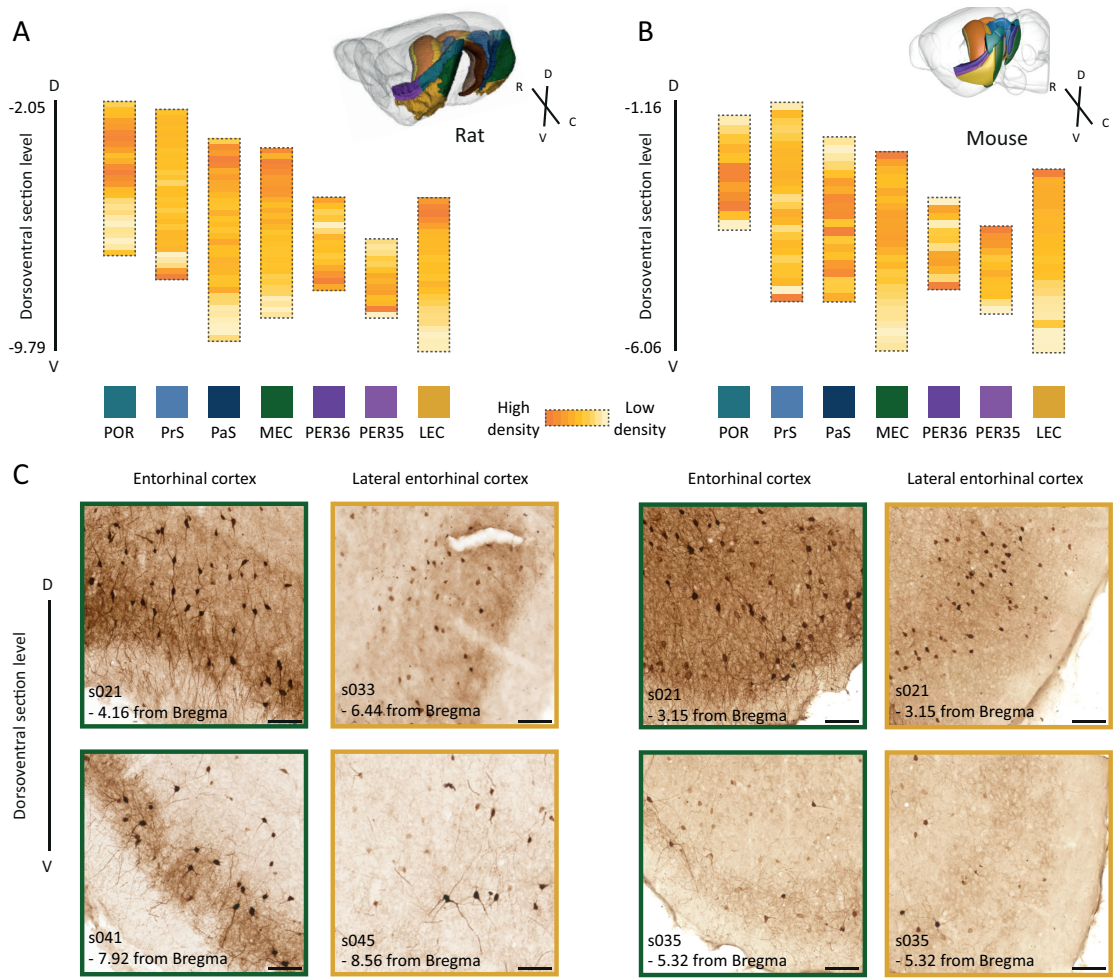 A
D
-2.05
Dorsoventral section level
-9.79
V
Rat
D
R
C
V
POR PrS PaS MEC PER36 PER35 LEC
High density
Low density
B
D
-1.16
Dorsoventral section level
-6.06
V
Mouse
D
R
C
V
POR PrS PaS MEC PER36 PER35 LEC
C
Entorhinal cortex
Lateral entorhinal cortex
Entorhinal cortex
Lateral entorhinal cortex
D
Dorsoventral section level
V
s021
- 4.16 from Bregma
s033
- 6.44 from Bregma
s021
- 3.15 from Bregma
s021
- 3.15 from Bregma
s041
- 7.92 from Bregma
s045
- 8.56 from Bregma
s035
- 5.32 from Bregma
s035
- 5.32 from Bregma